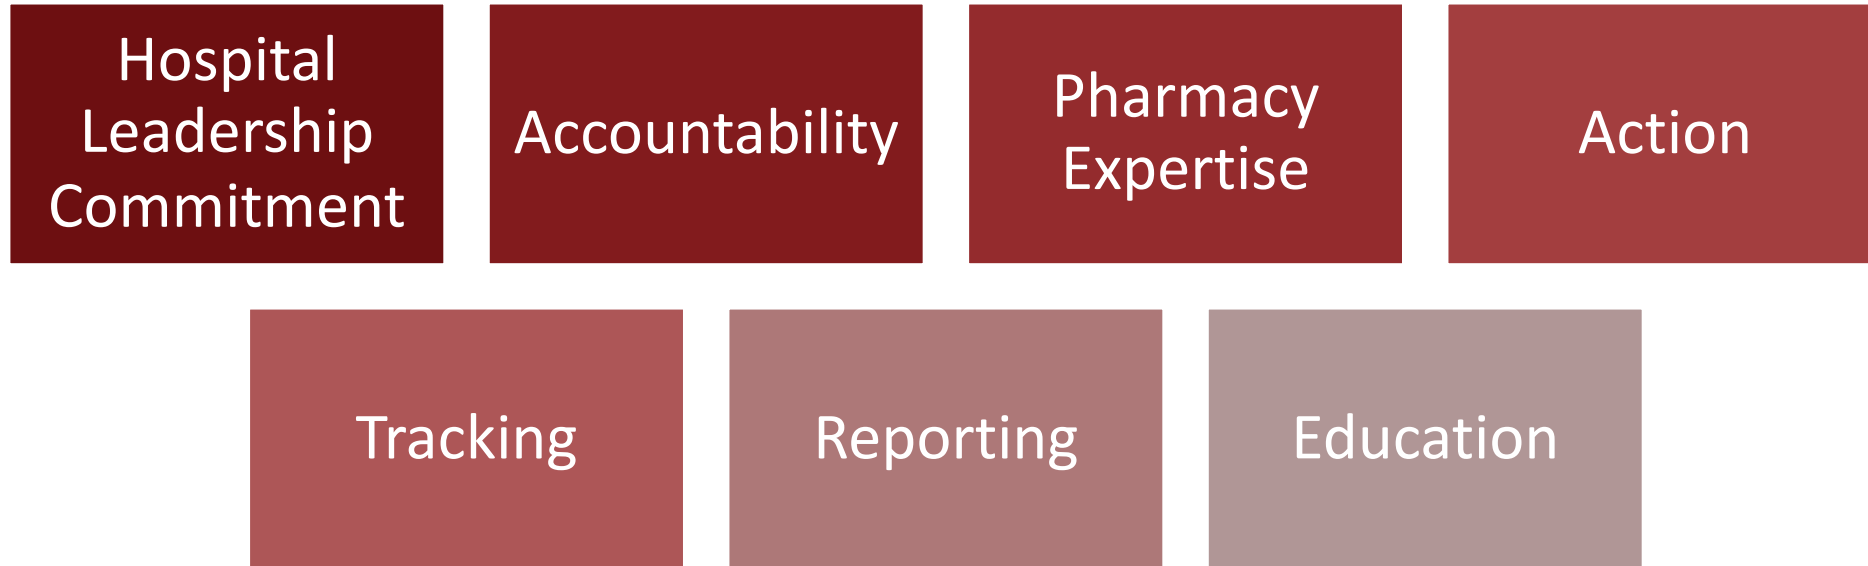 Hospital
Leadership
Commitment
Accountability
Pharmacy
Expertise
Action
Tracking
Reporting
Education